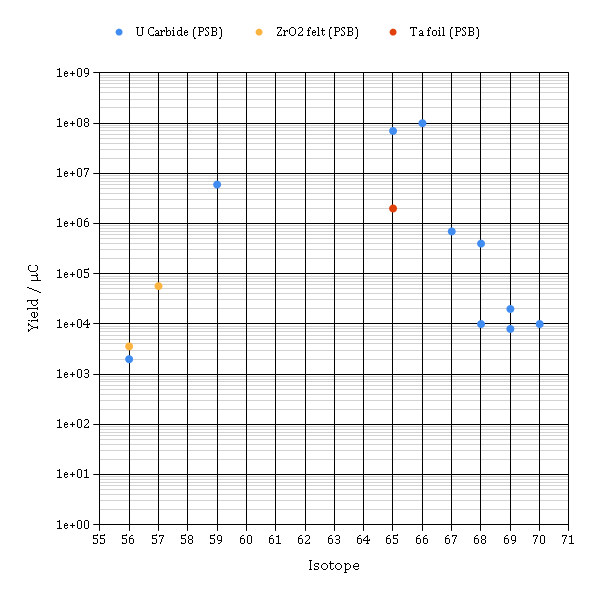 U Carbide (PSB) ZrO2 felt (PSB) Ta foil (PSB)
1e+09
1e+08
1e+07
1e+06
1e+05
1e+04
1e+03
1e+02
1e+01
1e+00
Yield / µC
55 56 57 58 59 60 61 62 63 64 65 66 67 68 69 70 71
Isotope